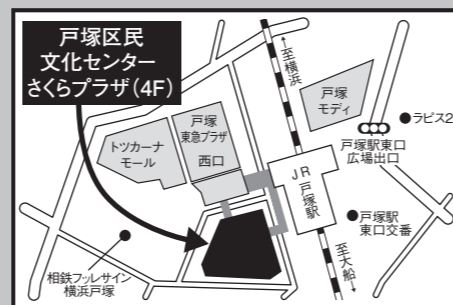 戸塚区民
文化センター
さくらプラザ(4F)
←至横浜
戸塚
モディ
ラピス2
戸塚駅東口
広場出口
戸塚
東急プラザ
西口
トツカーナ
モール
JR戸塚駅
戸塚駅
東口交番
至大船→
相鉄フレッサイン
横浜戸塚